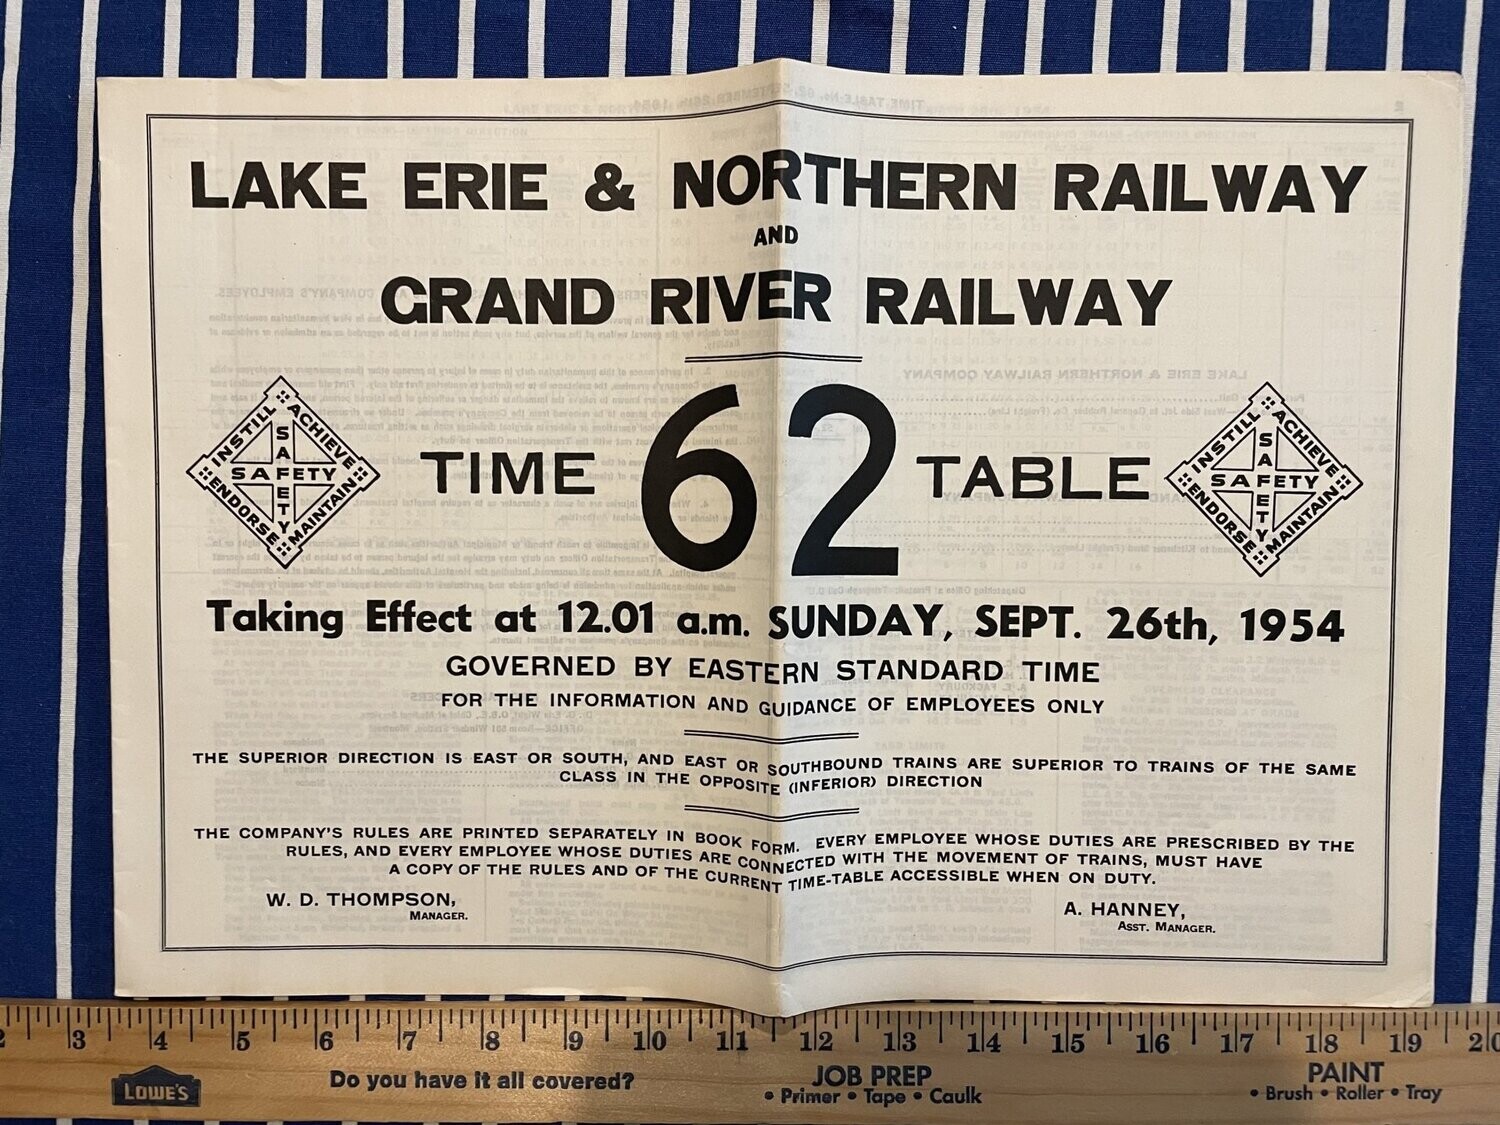 LAKE ERIE & NORTHERN RAILWAY
AND
GRAND RIVER RAILWAY
INSTILL ACHIEVE
SAFETY
SAFETY
ENDORSE MAINTAIN
TIME 62 TABLE
INSTILL ACHIEVE
SAFETY
SAFETY
ENDORSE MAINTAIN
Taking Effect at 12.01 a.m. SUNDAY, SEPT. 26th, 1954
GOVERNED BY EASTERN STANDARD TIME
FOR THE INFORMATION AND GUIDANCE OF EMPLOYEES ONLY
THE SUPERIOR DIRECTION IS EAST OR SOUTH, AND EAST OR SOUTHBOUND TRAINS ARE SUPERIOR TO TRAINS OF THE SAME
CLASS IN THE OPPOSITE (INFERIOR) DIRECTION
THE COMPANY'S RULES ARE PRINTED SEPARATELY IN BOOK FORM. EVERY EMPLOYEE WHOSE DUTIES ARE PRESCRIBED BY THE
RULES, AND EVERY EMPLOYEE WHOSE DUTIES ARE CONNECTED WITH THE MOVEMENT OF TRAINS, MUST HAVE
A COPY OF THE RULES AND OF THE CURRENT TIME-TABLE ACCESSIBLE WHEN ON DUTY.
W. D. THOMPSON,
MANAGER.
A. HANNEY,
ASST. MANAGER.
2 3 4 5 6 7 8 9 10 11 12 13 14 15 16 17 18 19 20
LOWE'S
Do you have it all covered?
JOB PREP
• Primer • Tape • Caulk
PAINT
• Brush • Roller • Tray